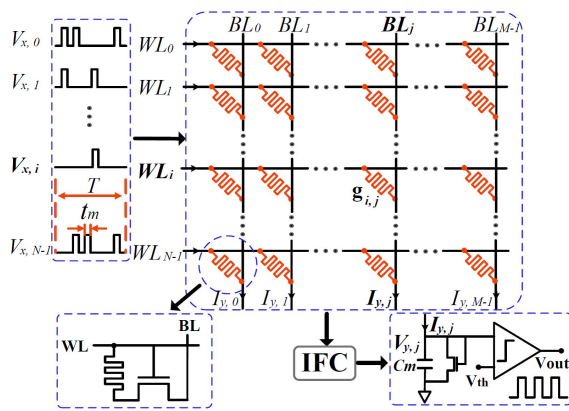 BL0 BL1 BLj BLM-1
Vx, 0 WL0
Vx, 1 WL1
Vx, i WLi
T
gi, j
tm
Vx, N-1 WL N-1
Iy, 0 Iy, 1 Iy, j Iy, M-1
BL
WL
IFC
Iy, j
Vy, j
Cm
Vth
Vout